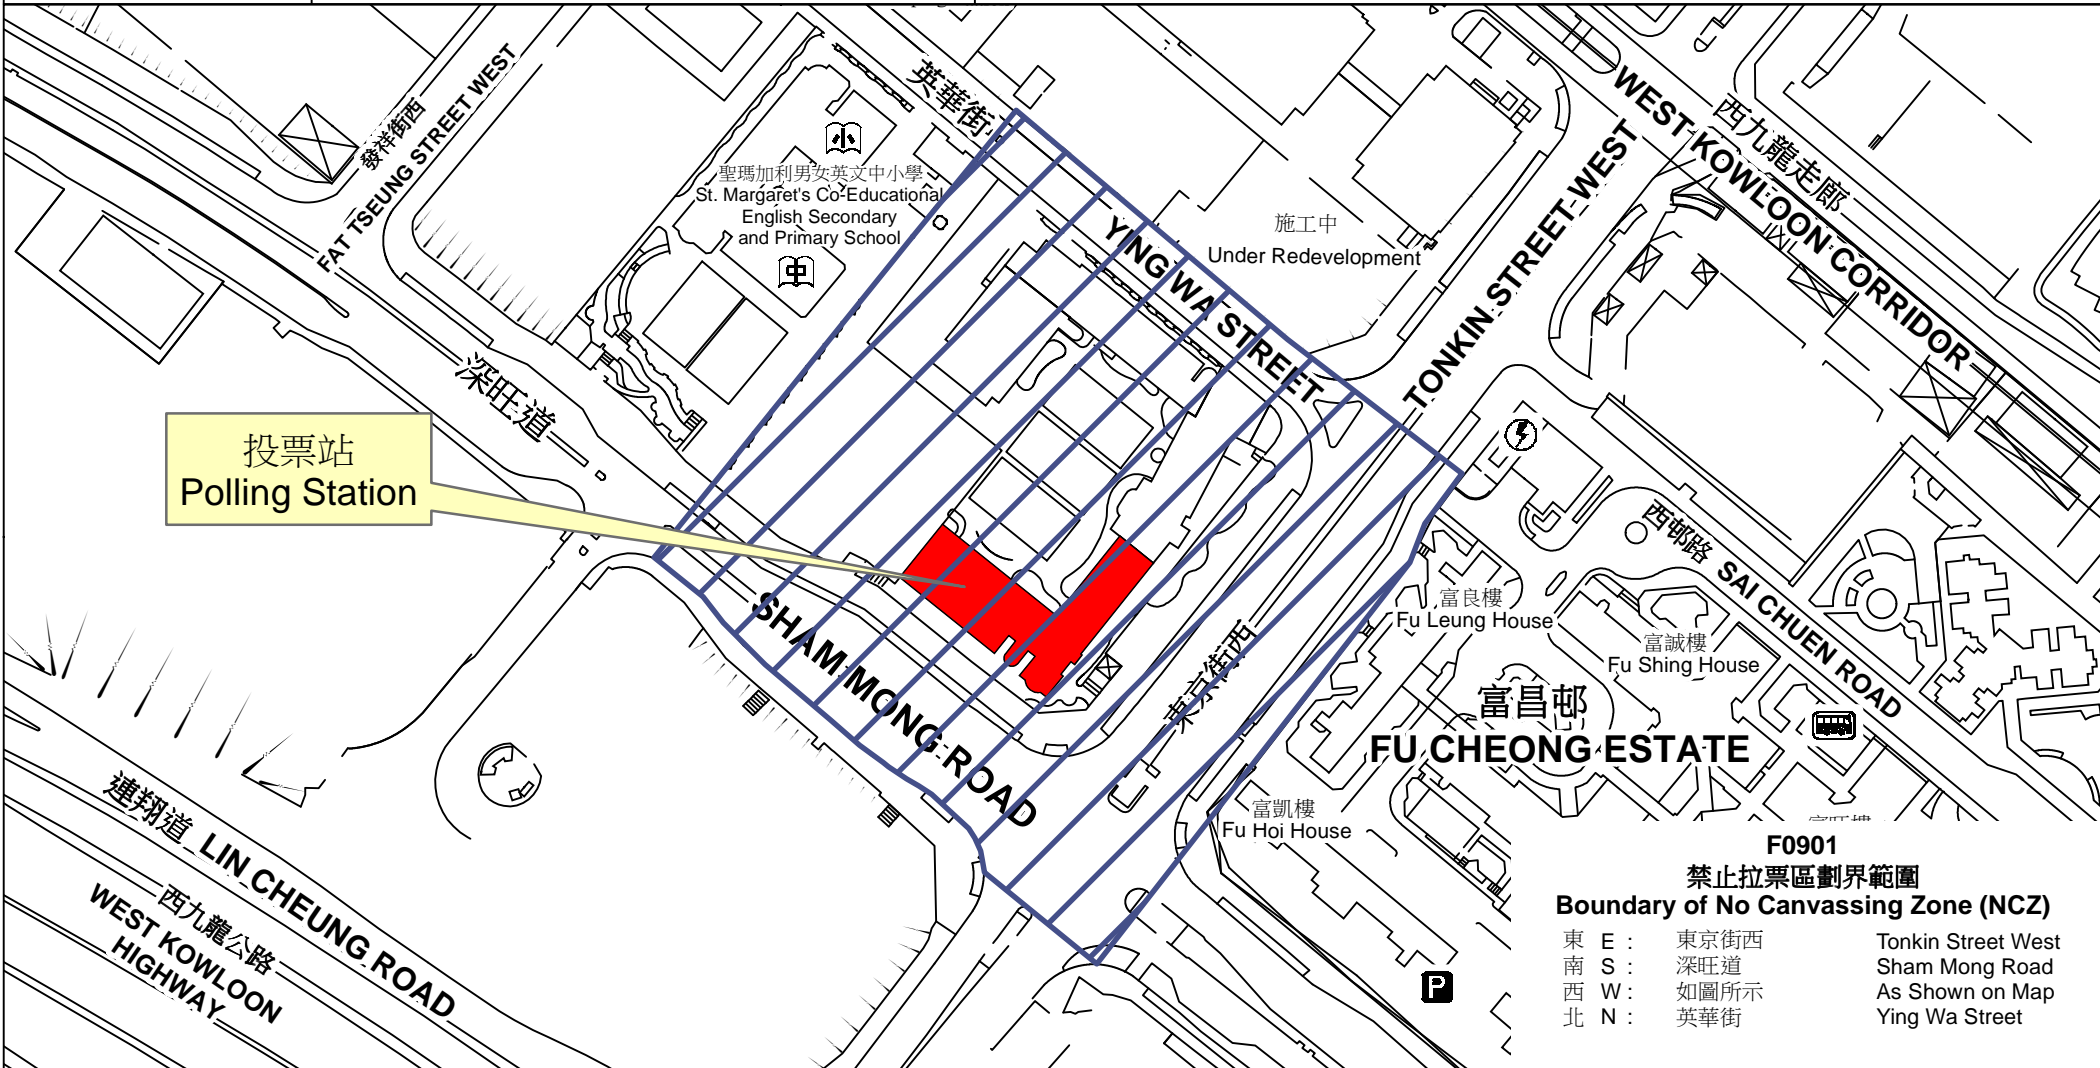 英華街
發祥街西
FAT TSEUNG STREET WEST
聖瑪加利男女英文中小學
St. Margaret's Co-Educational
English Secondary
and Primary School
小
中
YING WA STREET
施工中
Under Redevelopment
TONKIN STREET WEST
西九龍走廊
WEST KOWLOON CORRIDOR
深旺道
投票站
Polling Station
SHAM MONG ROAD
東京街西
西邨路 SAI CHUEN ROAD
富良樓
Fu Leung House
富誠樓
Fu Shing House
富昌邨
FU CHEONG ESTATE
富凱樓
Fu Hoi House
連翔道 LIN CHEUNG ROAD
西九龍公路
WEST KOWLOON
HIGHWAY
P
F0901
禁止拉票區劃界範圍
Boundary of No Canvassing Zone (NCZ)
東 E : 東京街西 Tonkin Street West
南 S : 深旺道 Sham Mong Road
西 W : 如圖所示 As Shown on Map
北 N : 英華街 Ying Wa Street